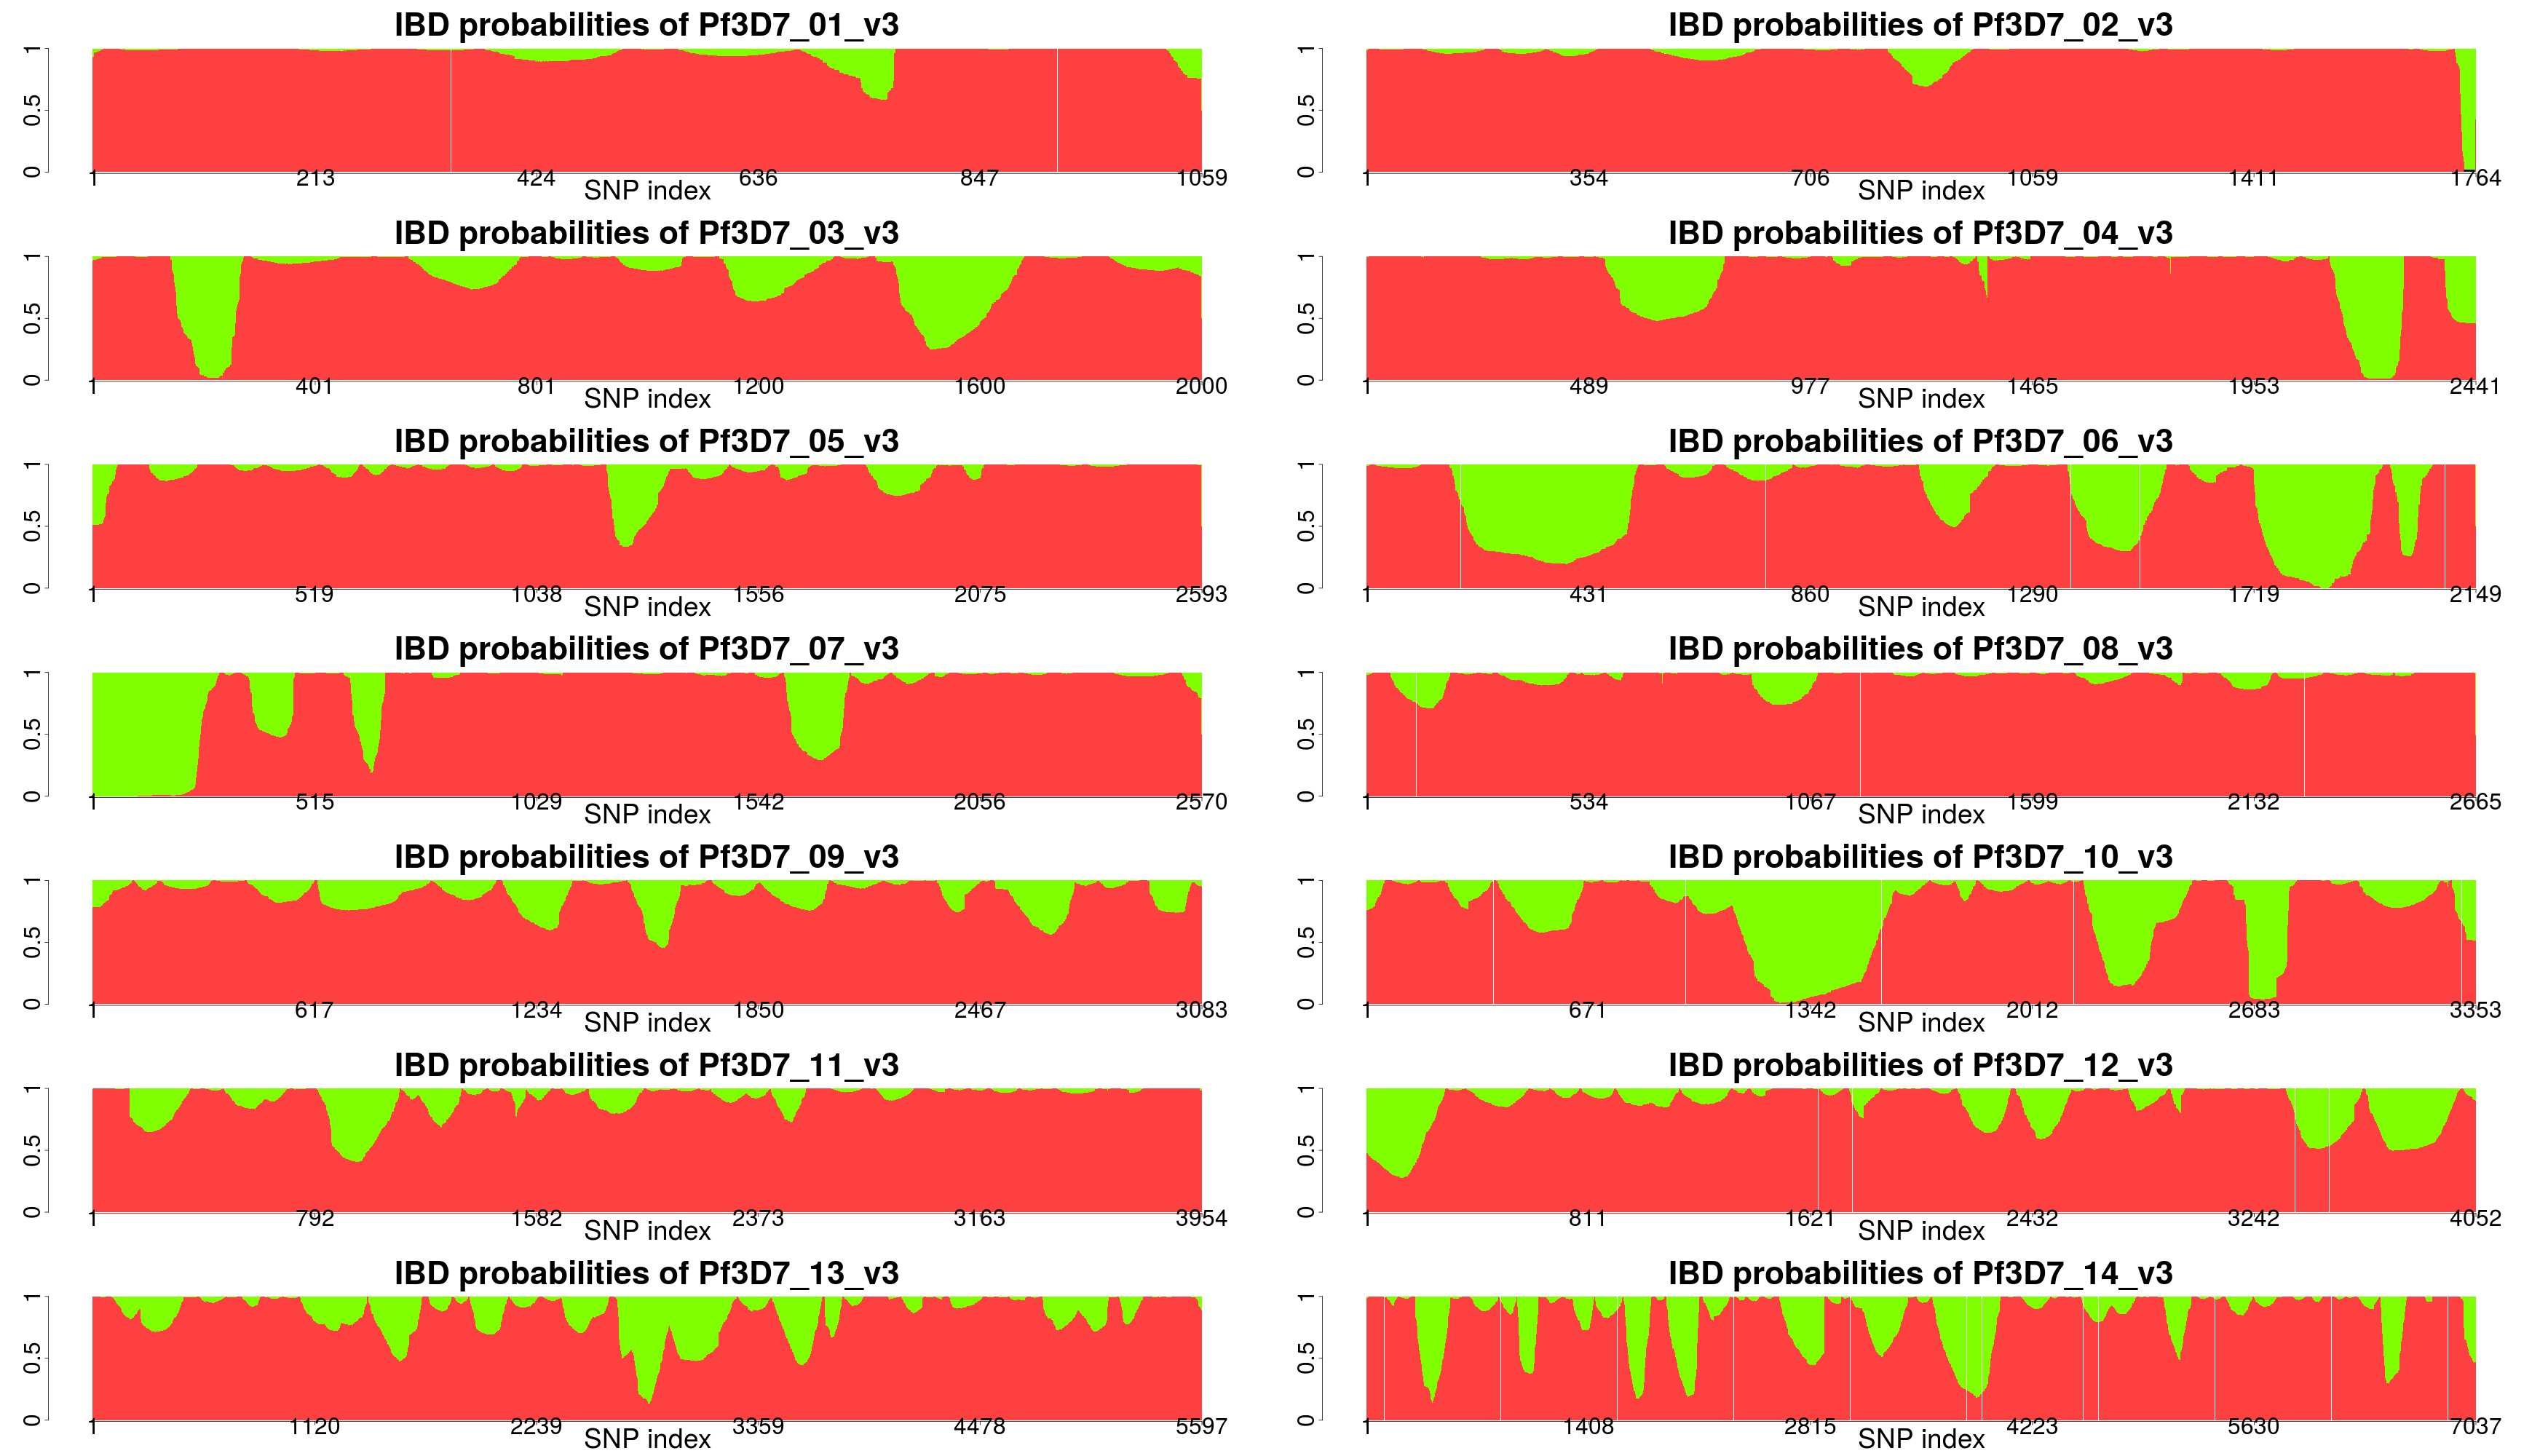 IBD probabilities of Pf3D7_01_v3
0 0.5 1
1 213 424 636 847 1059
SNP index
IBD probabilities of Pf3D7_02_v3
0 0.5 1
1 354 706 1059 1411 1764
SNP index
IBD probabilities of Pf3D7_03_v3
0 0.5 1
1 401 801 1200 1600 2000
SNP index
IBD probabilities of Pf3D7_04_v3
0 0.5 1
1 489 977 1465 1953 2441
SNP index
IBD probabilities of Pf3D7_05_v3
0 0.5 1
1 519 1038 1556 2075 2593
SNP index
IBD probabilities of Pf3D7_06_v3
0 0.5 1
1 431 860 1290 1719 2149
SNP index
IBD probabilities of Pf3D7_07_v3
0 0.5 1
1 515 1029 1542 2056 2570
SNP index
IBD probabilities of Pf3D7_08_v3
0 0.5 1
1 534 1067 1599 2132 2665
SNP index
IBD probabilities of Pf3D7_09_v3
0 0.5 1
1 617 1234 1850 2467 3083
SNP index
IBD probabilities of Pf3D7_10_v3
0 0.5 1
1 671 1342 2012 2683 3353
SNP index
IBD probabilities of Pf3D7_11_v3
0 0.5 1
1 792 1582 2373 3163 3954
SNP index
IBD probabilities of Pf3D7_12_v3
0 0.5 1
1 811 1621 2432 3242 4052
SNP index
IBD probabilities of Pf3D7_13_v3
0 0.5 1
1 1120 2239 3359 4478 5597
SNP index
IBD probabilities of Pf3D7_14_v3
0 0.5 1
1 1408 2815 4223 5630 7037
SNP index